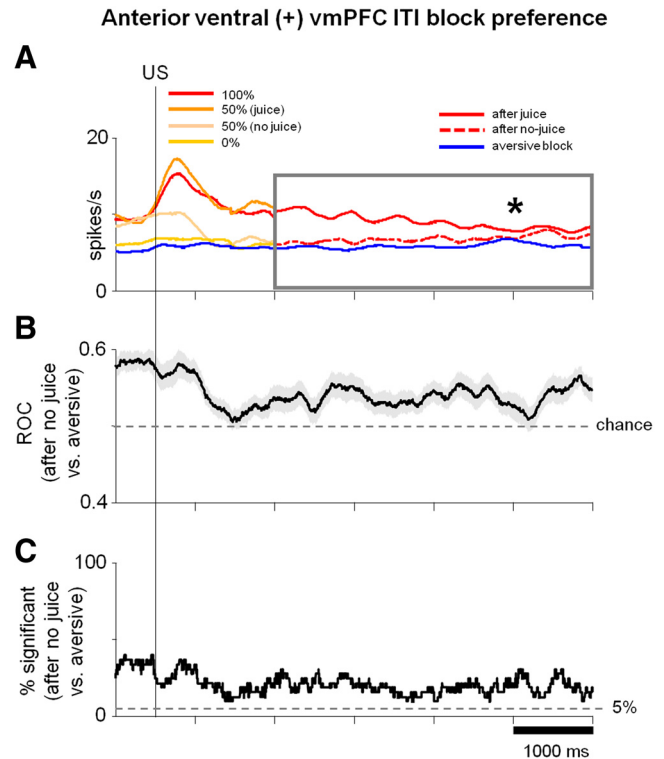 Anterior ventral (+) vmPFC ITI block preference
A
US
100%
50% (juice)
50% (no juice)
0%
after juice
after no-juice
aversive block
20
spikes/s
*
0
B
0.6
ROC
(after no juice
vs. aversive)
chance
0.4
C
100
% significant
(after no juice
vs. aversive)
5%
0
1000 ms